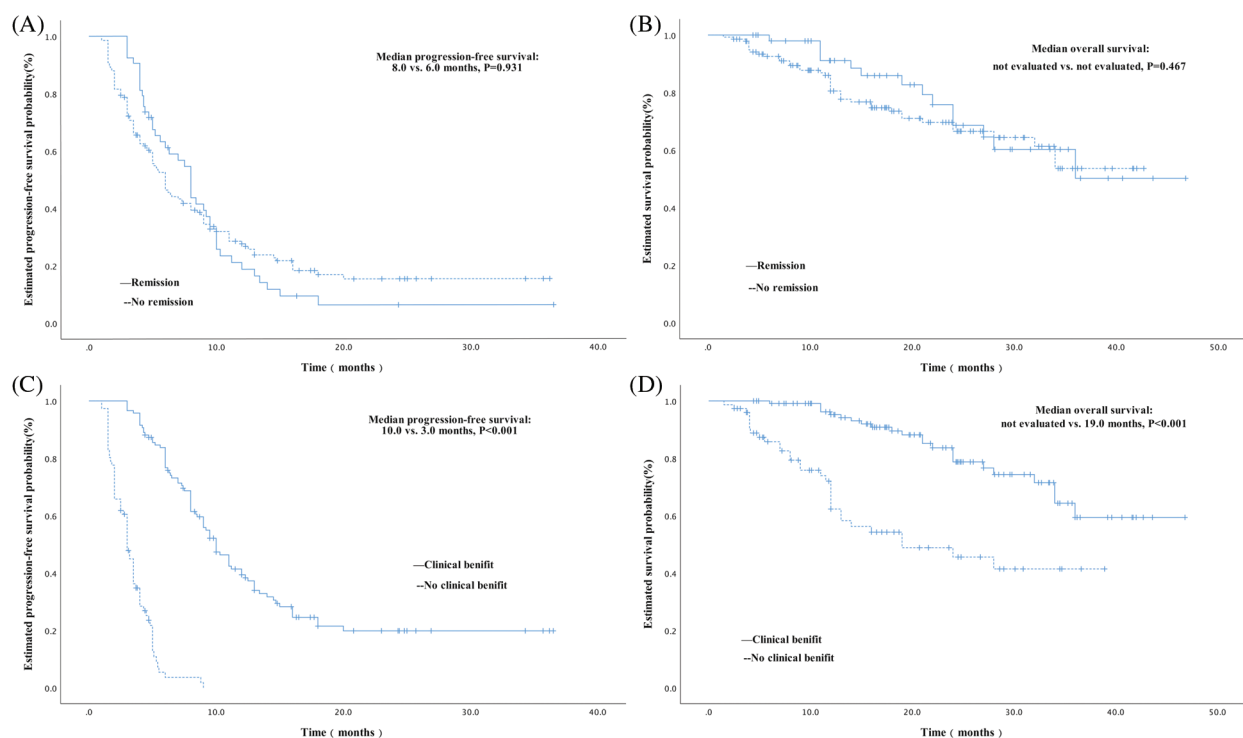 (A)
Median progression-free survival:
8.0 vs. 6.0 months, P=0.931
Estimated progression-free survival probability(%)
1.0
0.8
0.6
0.4
0.2
0.0
—Remission
--No remission
.0 10.0 20.0 30.0 40.0
Time（months）
(B)
Median overall survival:
not evaluated vs. not evaluated, P=0.467
Estimated survival probability(%)
1.0
0.8
0.6
0.4
0.2
0.0
—Remission
--No remission
.0 10.0 20.0 30.0 40.0 50.0
Time（months）
(C)
Median progression-free survival:
10.0 vs. 3.0 months, P<0.001
Estimated progression-free survival probability(%)
1.0
0.8
0.6
0.4
0.2
0.0
—Clinical benifit
--No clinical benifit
.0 10.0 20.0 30.0 40.0
Time（months）
(D)
Median overall survival:
not evaluated vs. 19.0 months, P<0.001
Estimated survival probability(%)
1.0
0.8
0.6
0.4
0.2
0.0
—Clinical benifit
--No clinical benifit
.0 10.0 20.0 30.0 40.0 50.0
Time（months）